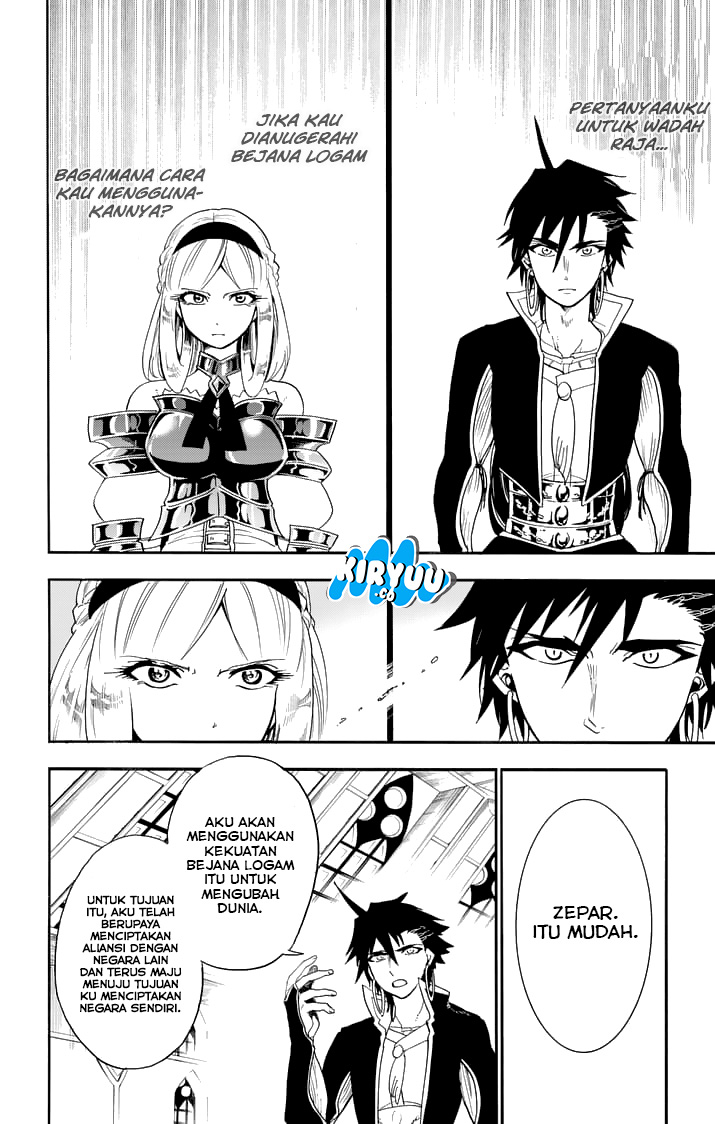 PERTANYAANKU
UNTUK WADAH
RAJA...
JIKA KAU
DIANUGERAHI
BEJANA LOGAM
BAGAIMANA CARA
KAU MENGGUNA-
KANNYA?
KIRYUU
.CO
ZEPAR.
ITU MUDAH.
AKU AKAN
MENGGUNAKAN
KEKUATAN
BEJANA LOGAM
ITU UNTUK
MENGUBAH
DUNIA.
UNTUK TUJUAN
ITU, AKU TELAH
BERUPAYA
MENCIPTAKAN
ALIANSI DENGAN
NEGARA LAIN
DAN TERUS MAJU
MENUJU TUJUAN
KU MENCIPTAKAN
NEGARA SENDIRI.